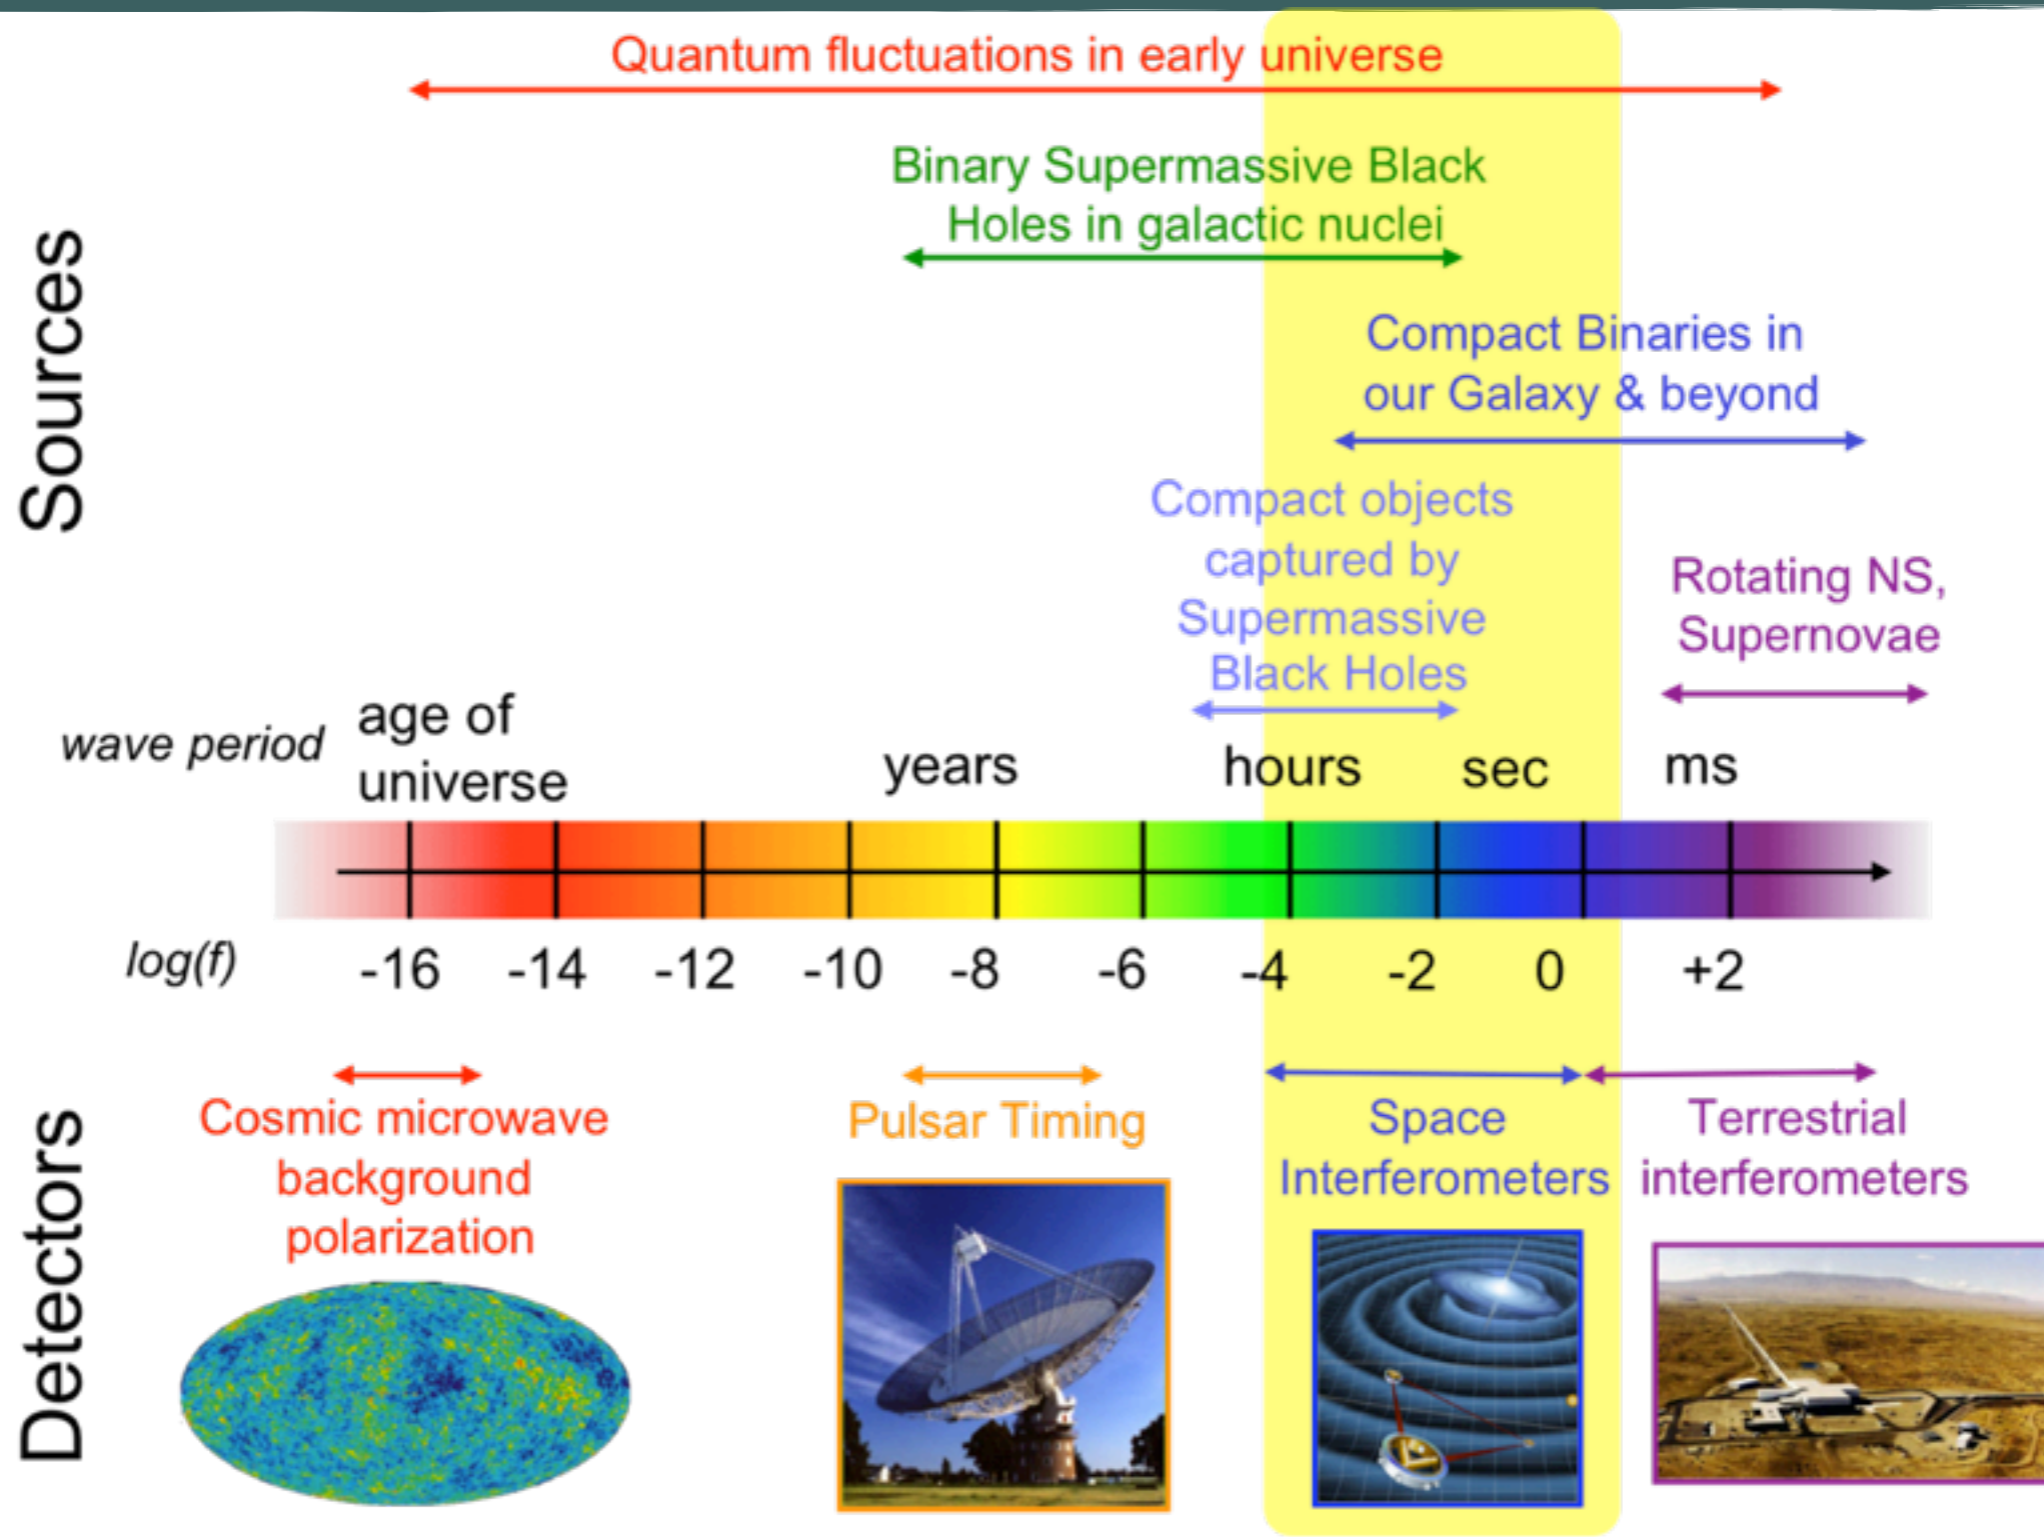 Quantum fluctuations in early universe
Binary Supermassive Black
Holes in galactic nuclei
Sources
Compact Binaries in
our Galaxy & beyond
Compact objects
captured by
Supermassive
Black Holes
Rotating NS,
Supernovae
wave period
age of
universe
years
hours
sec
ms
log(f)
-16
-14
-12
-10
-8
-6
-4
-2
0
+2
Detectors
Cosmic microwave
background
polarization
Pulsar Timing
Space
Interferometers
Terrestrial
interferometers